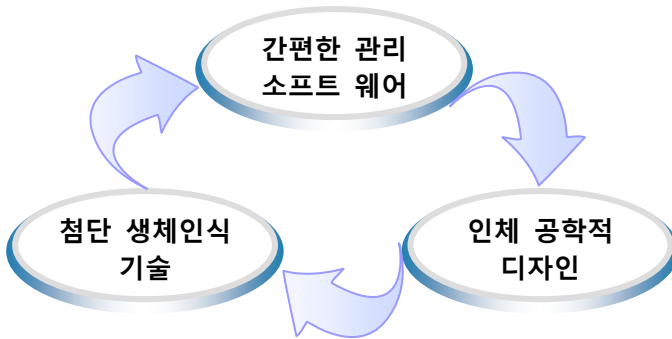 간편한 관리
소프트 웨어
첨단 생체인식
기술
인체 공학적
디자인